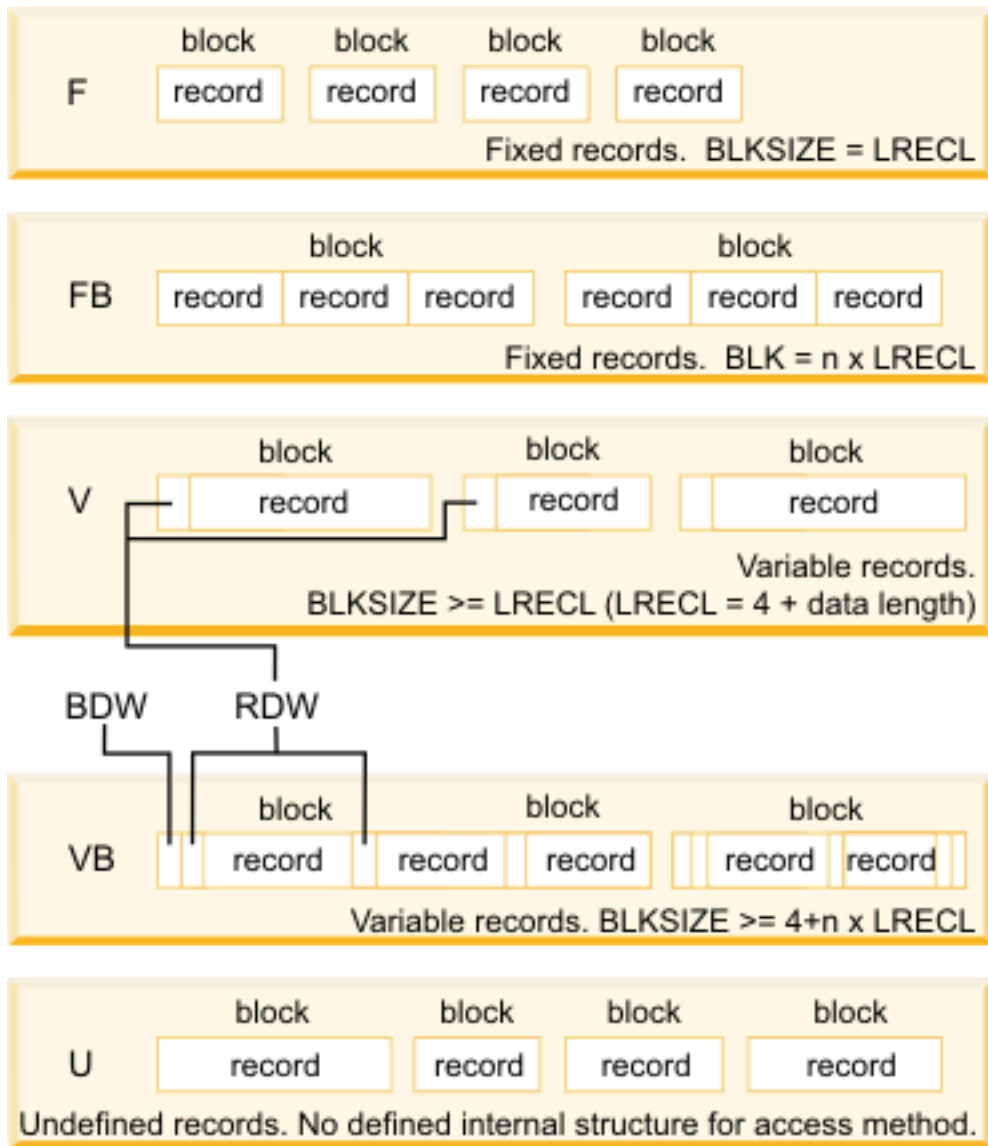 block block block block
F record record record record
Fixed records. BLKSIZE = LRECL
block block
FB record record record record record record
Fixed records. BLK = n x LRECL
block block block
V record record record
Variable records.
BLKSIZE >= LRECL (LRECL = 4 + data length)
BDW RDW
block block block
VB record record record record record
Variable records. BLKSIZE >= 4+n x LRECL
block block block block
U record record record record
Undefined records. No defined internal structure for access method.